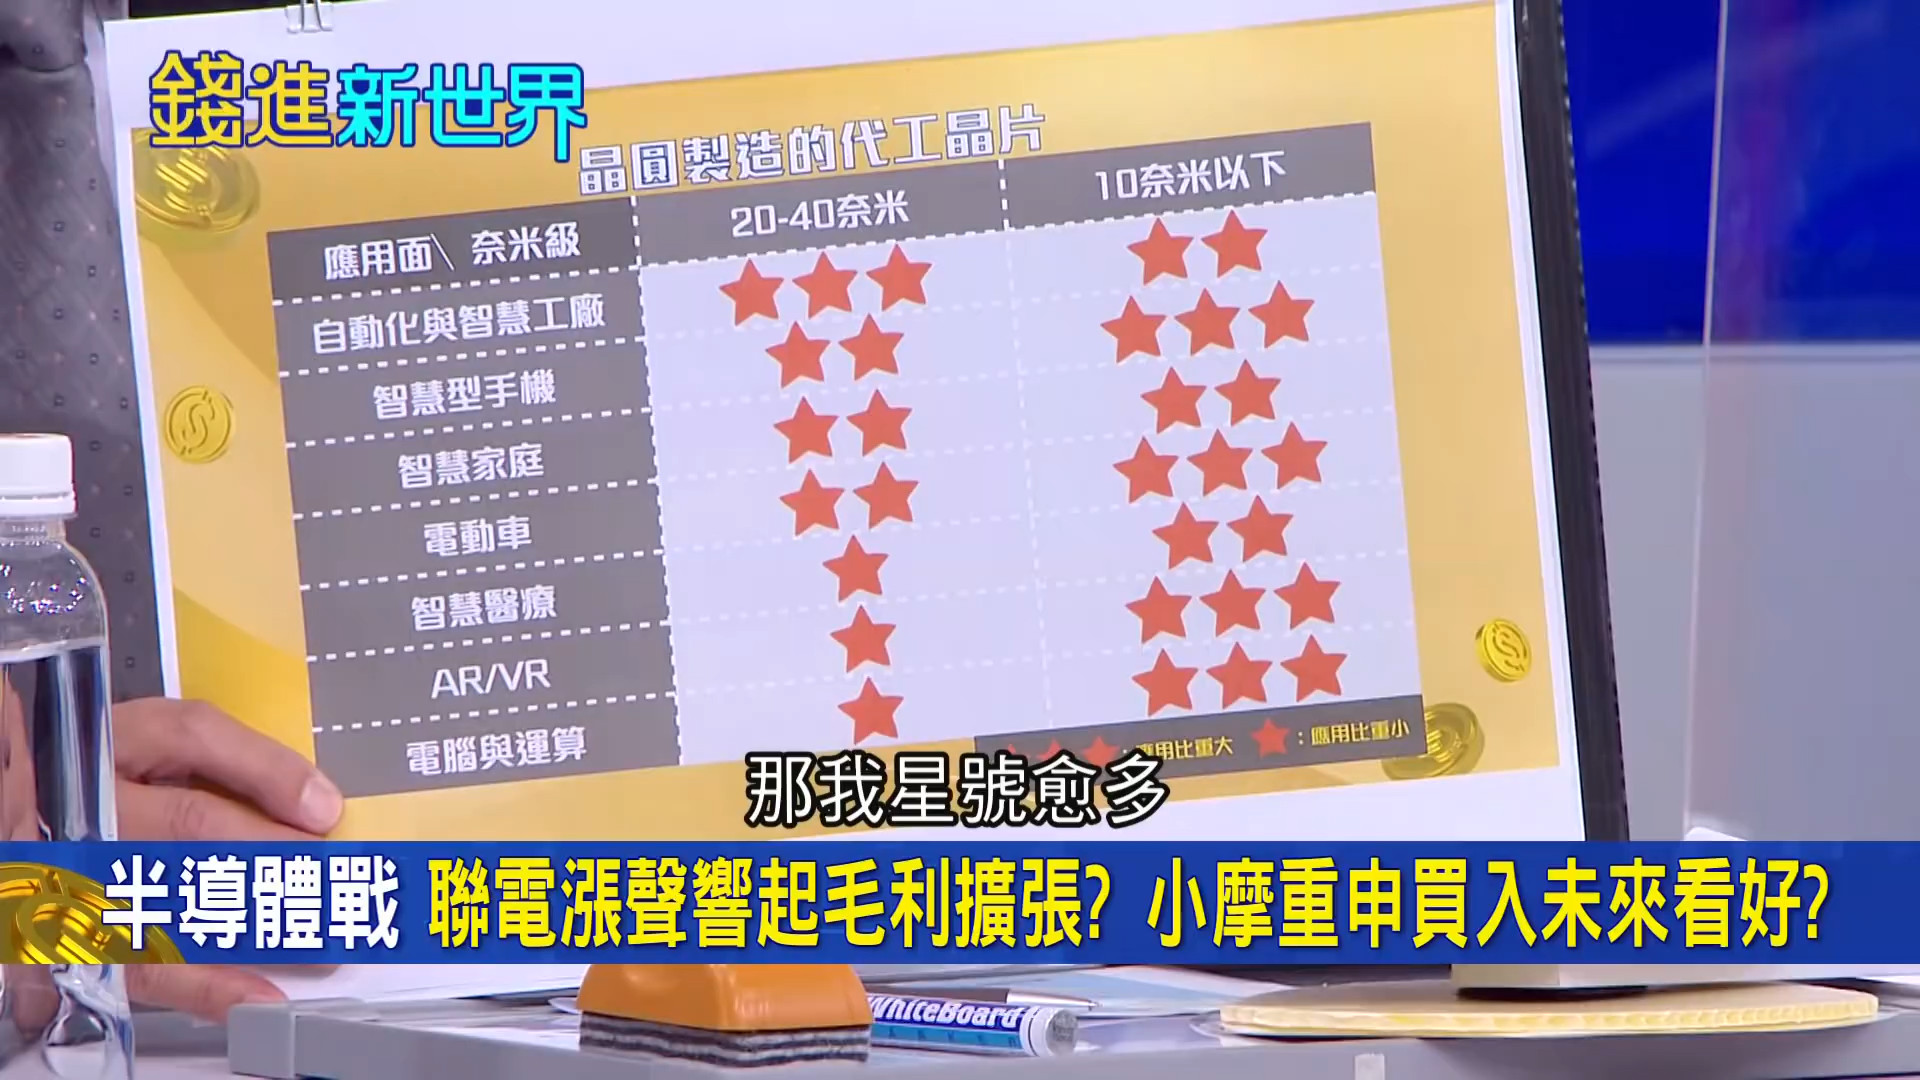 錢進新世界
晶圓製造的代工晶片
應用面\ 奈米級 20-40奈米 10奈米以下
自動化與智慧工廠
智慧型手機
智慧家庭
電動車
智慧醫療
AR/VR
電腦與運算
應用比重大 ：應用比重小
那我星號愈多
半導體戰 聯電漲聲響起毛利擴張? 小摩重申買入未來看好?
WhiteBoard